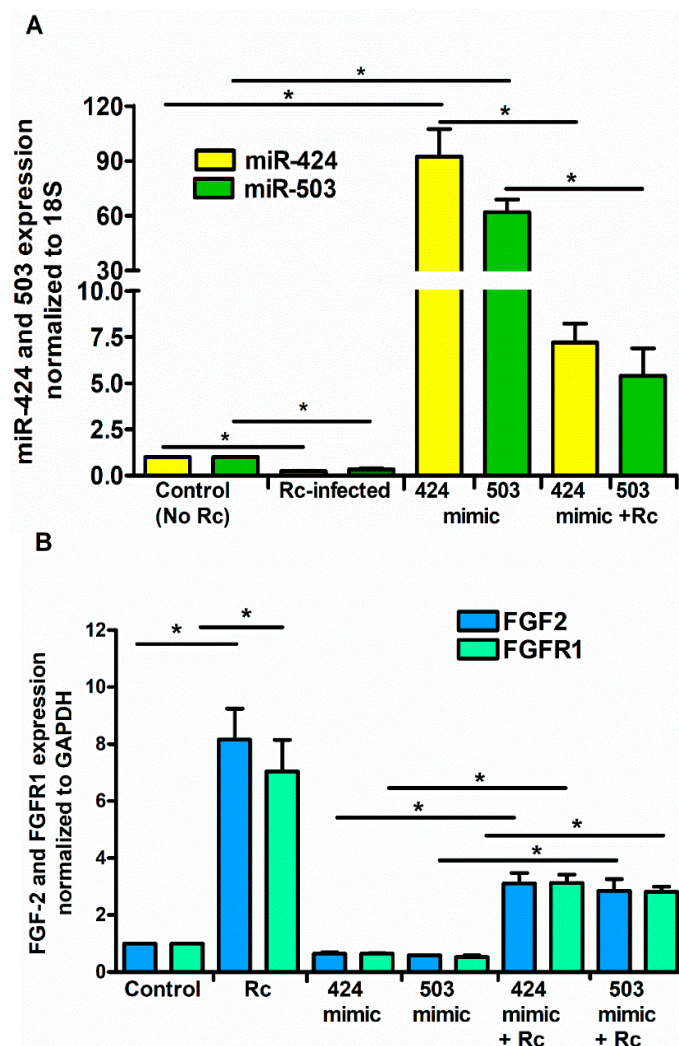 A
miR-424 and 503 expression
normalized to 18S
120
90
60
30
10.0
7.5
5.0
2.5
0.0
miR-424
miR-503
*
*
*
*
*
*
Control
(No Rc)
Rc-infected
424 503
mimic
424 503
mimic +Rc
B
FGF-2 and FGFR1 expression
normalized to GAPDH
12
10
8
6
4
2
0
FGF2
FGFR1
*
*
*
*
*
*
Control
Rc
424
mimic
503
mimic
424
mimic
+ Rc
503
mimic
+ Rc